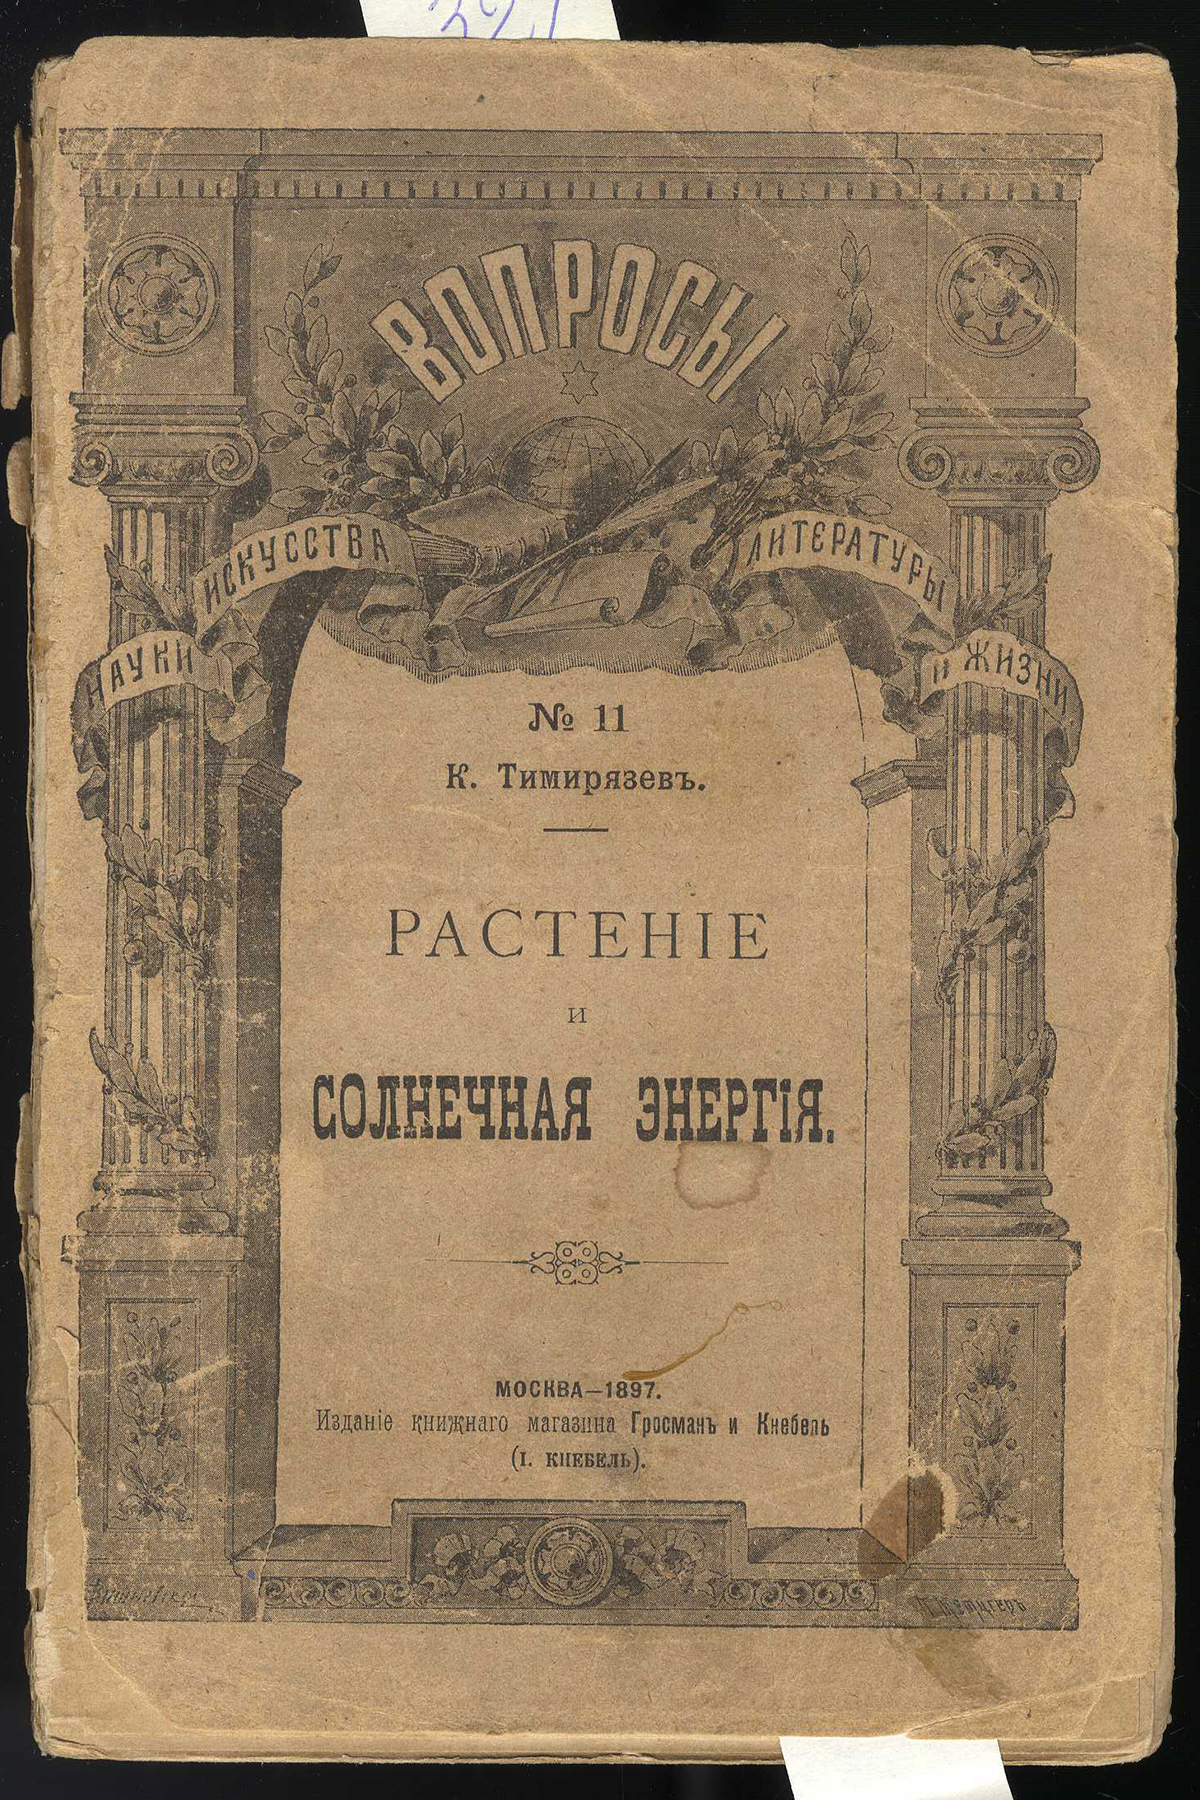 ВОПРОСЫ
НАУКИ ИСКУССТВА ЛИТЕРАТУРЫ И ЖИЗНИ.
№ 11
К. Тимирязевъ.
РАСТЕНІЕ
и
СОЛНЕЧНАЯ ЭНЕРГІЯ.
МОСКВА—1897.
Изданіе книжнаго магазина Гросманъ и Кнебель
(І. КНЕБЕЛЬ).